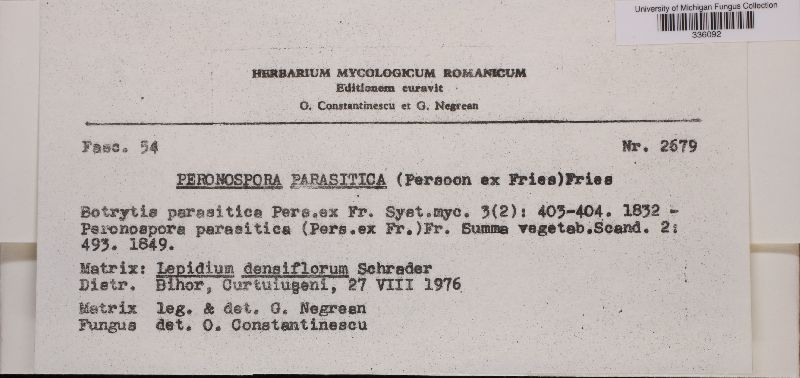 University of Michigan Fungus Collection
336092
HERBARIUM MYCOLOGICUM ROMANICUM
Editionem curavit
O. Constantinescu et G. Negrean
Fasc. 54
Nr. 2679
PERONOSPORA PARASITICA (Persoon ex Fries)Fries
Botrytis parasitica Pers.ex Fr. Syst.myc. 3(2): 403-404. 1832 -
Peronospora parasitica (Pers.ex Fr.)Fr. Summa vegetab.Scand. 2:
493. 1849.
Matrix: Lepidium densiflorum Schrader
Distr. Bihor, Curtuiuşeni, 27 VIII 1976
Matrix leg. & det. G. Negrean
Fungus det. O. Constantinescu